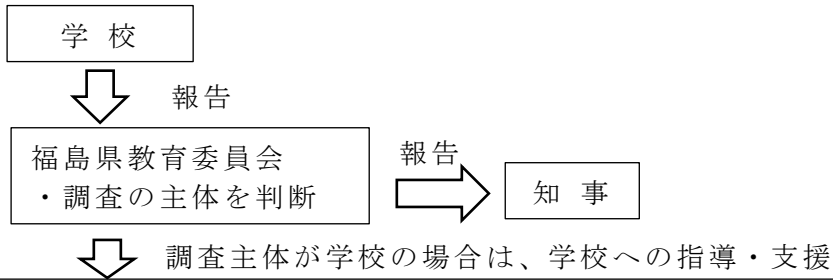 学 校
報告
福島県教育委員会
・調査の主体を判断
報告
知 事
調査主体が学校の場合は、学校への指導・支援